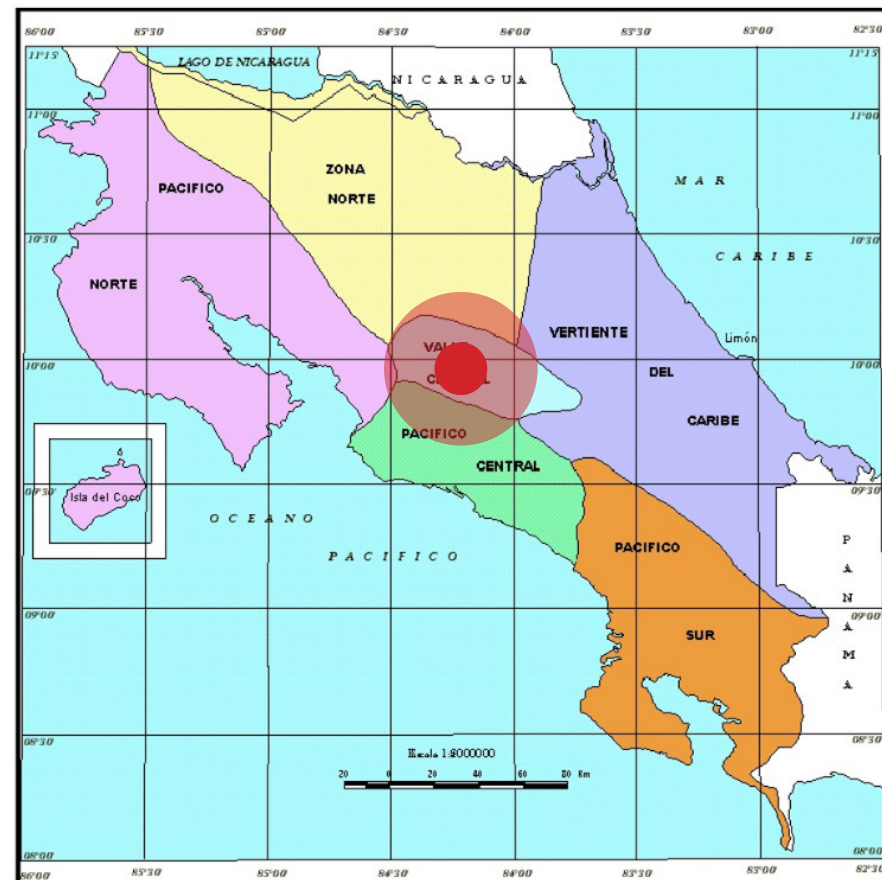 86°00 85°30 85°00 84°30 84°00 83°30 83°00 82°30
11°15 11°15
LAGO DE NICARAGUA
NICARAGUA
11°00 11°00
ZONA
NORTE
PACIFICO
MAR
10°30 10°30
CARIBE
NORTE
VERTIENTE
Limón
VALLE
10°00 10°00
DEL
CENTRAL
CARIBE
PACIFICO
CENTRAL
09°30 09°30
Isla del Coco
OCEANO
PACIFICO
PACIFICO
PANAMA
09°00 09°00
SUR
08°30 08°30
20 0 20 40 60 80 Km
08°00 08°00
86°00 85°30 85°00 84°30 84°00 83°30 83°00 82°30